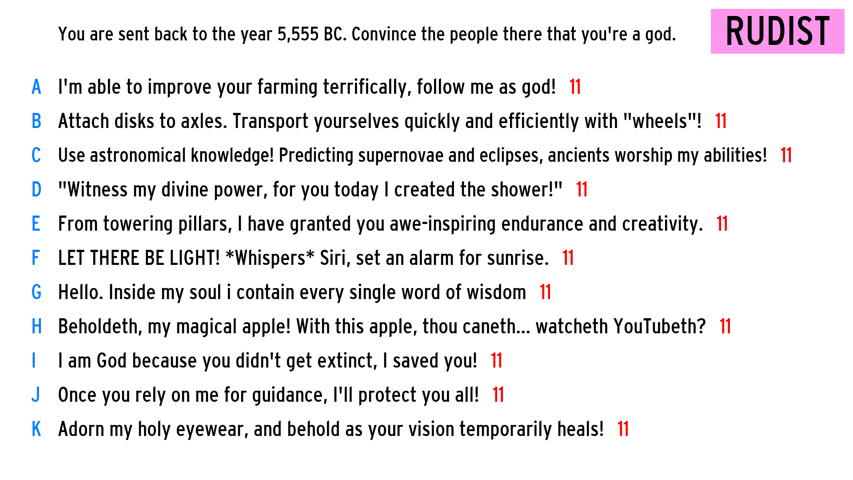 You are sent back to the year 5,555 BC. Convince the people there that you're a god.
RUDIST
A I'm able to improve your farming terrifically, follow me as god! 11
B Attach disks to axles. Transport yourselves quickly and efficiently with "wheels"! 11
C Use astronomical knowledge! Predicting supernovae and eclipses, ancients worship my abilities! 11
D "Witness my divine power, for you today I created the shower!" 11
E From towering pillars, I have granted you awe-inspiring endurance and creativity. 11
F LET THERE BE LIGHT! *Whispers* Siri, set an alarm for sunrise. 11
G Hello. Inside my soul i contain every single word of wisdom 11
H Beholdeth, my magical apple! With this apple, thou caneth... watcheth YouTubeth? 11
I I am God because you didn't get extinct, I saved you! 11
J Once you rely on me for guidance, I'll protect you all! 11
K Adorn my holy eyewear, and behold as your vision temporarily heals! 11